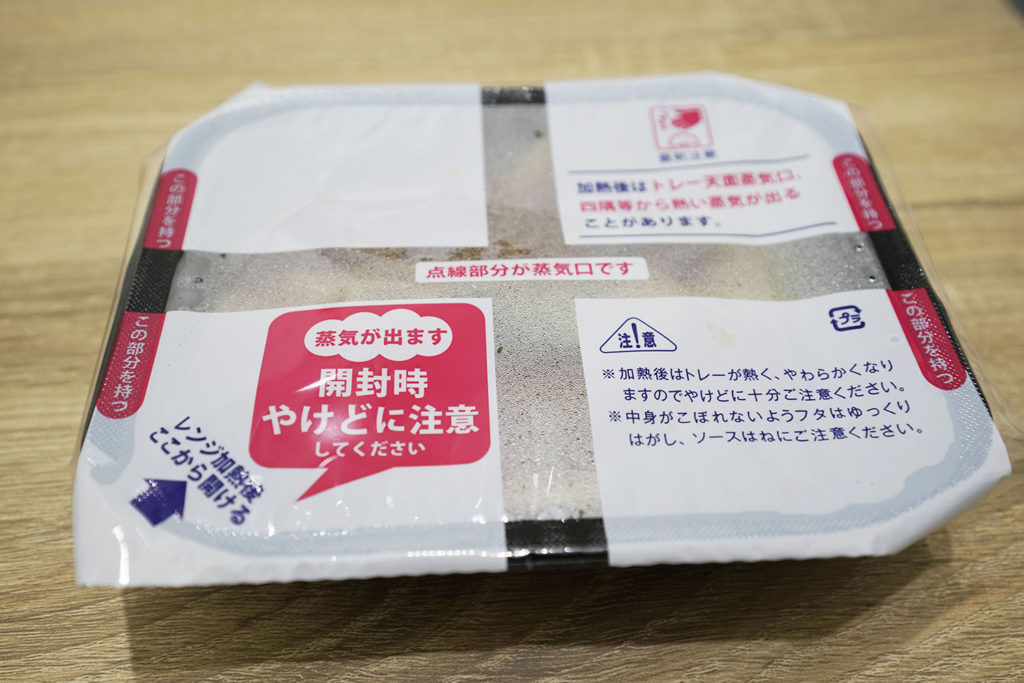 蒸気注意
加熱後はトレー天面蒸気口、
四隅等から熱い蒸気が出る
ことがあります。
この部分を持つ
この部分を持つ
点線部分が蒸気口です
この部分を持つ
この部分を持つ
蒸気が出ます
開封時
やけどに注意
してください
レンジ加熱後
ここから開ける
注!意
※加熱後はトレーが熱く、やわらかくなり
ますのでやけどに十分ご注意ください。
※中身がこぼれないようフタはゆっくり
はがし、ソースはねにご注意ください。
プラ